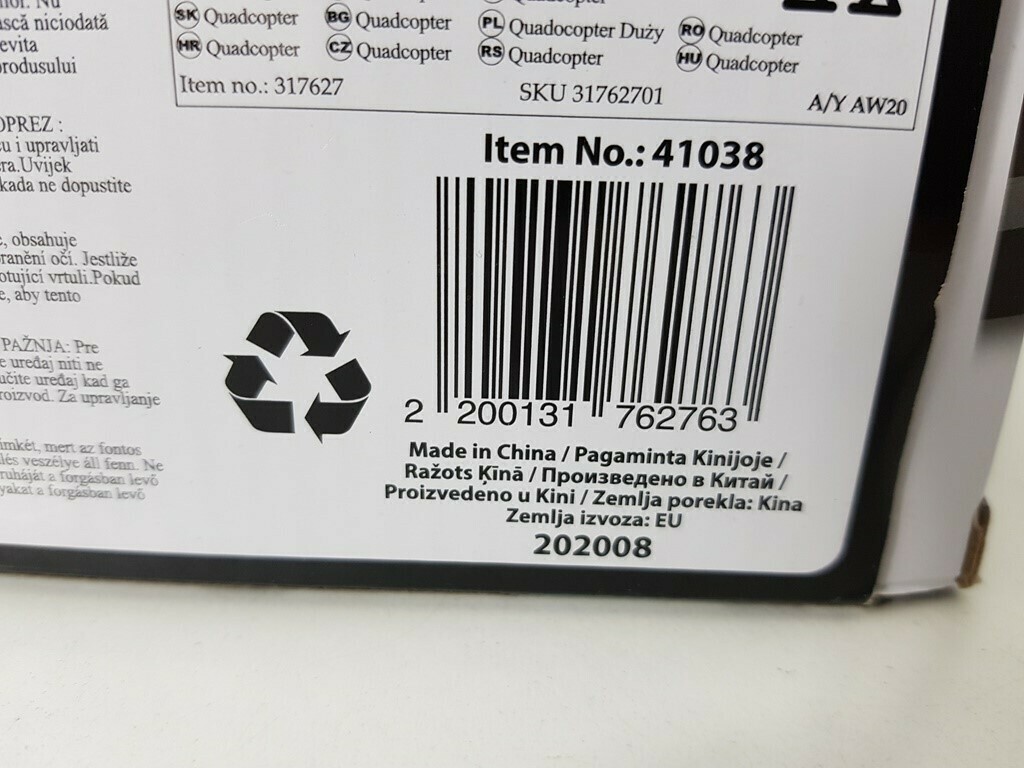 nior. Nu
ască niciodată
evita
produsului
OPREZ :
u i upravljati
ra.Uvijek
kada ne dopustite
, obsahuje
ranění očí. Jestliže
otující vrtuli.Pokud
e, aby tento
PAŽNJA: Pre
e uređaj niti ne
učite uređaj kad ga
roizvod. Za upravljanje
imkét, mert az fontos
lés veszélye áll fenn. Ne
ruháját a forgásban levő
yakat a forgásban levő
SK Quadcopter BG Quadcopter PL Quadocopter Duży RO Quadcopter
HR Quadcopter CZ Quadcopter RS Quadcopter HU Quadcopter
Item no.: 317627 SKU 31762701 A/Y AW20
Item No.: 41038
2 200131 762763
Made in China / Pagaminta Kinijoje /
Ražots Ķīnā / Произведено в Китай /
Proizvedeno u Kini / Zemlja porekla: Kina
Zemlja izvoza: EU
202008